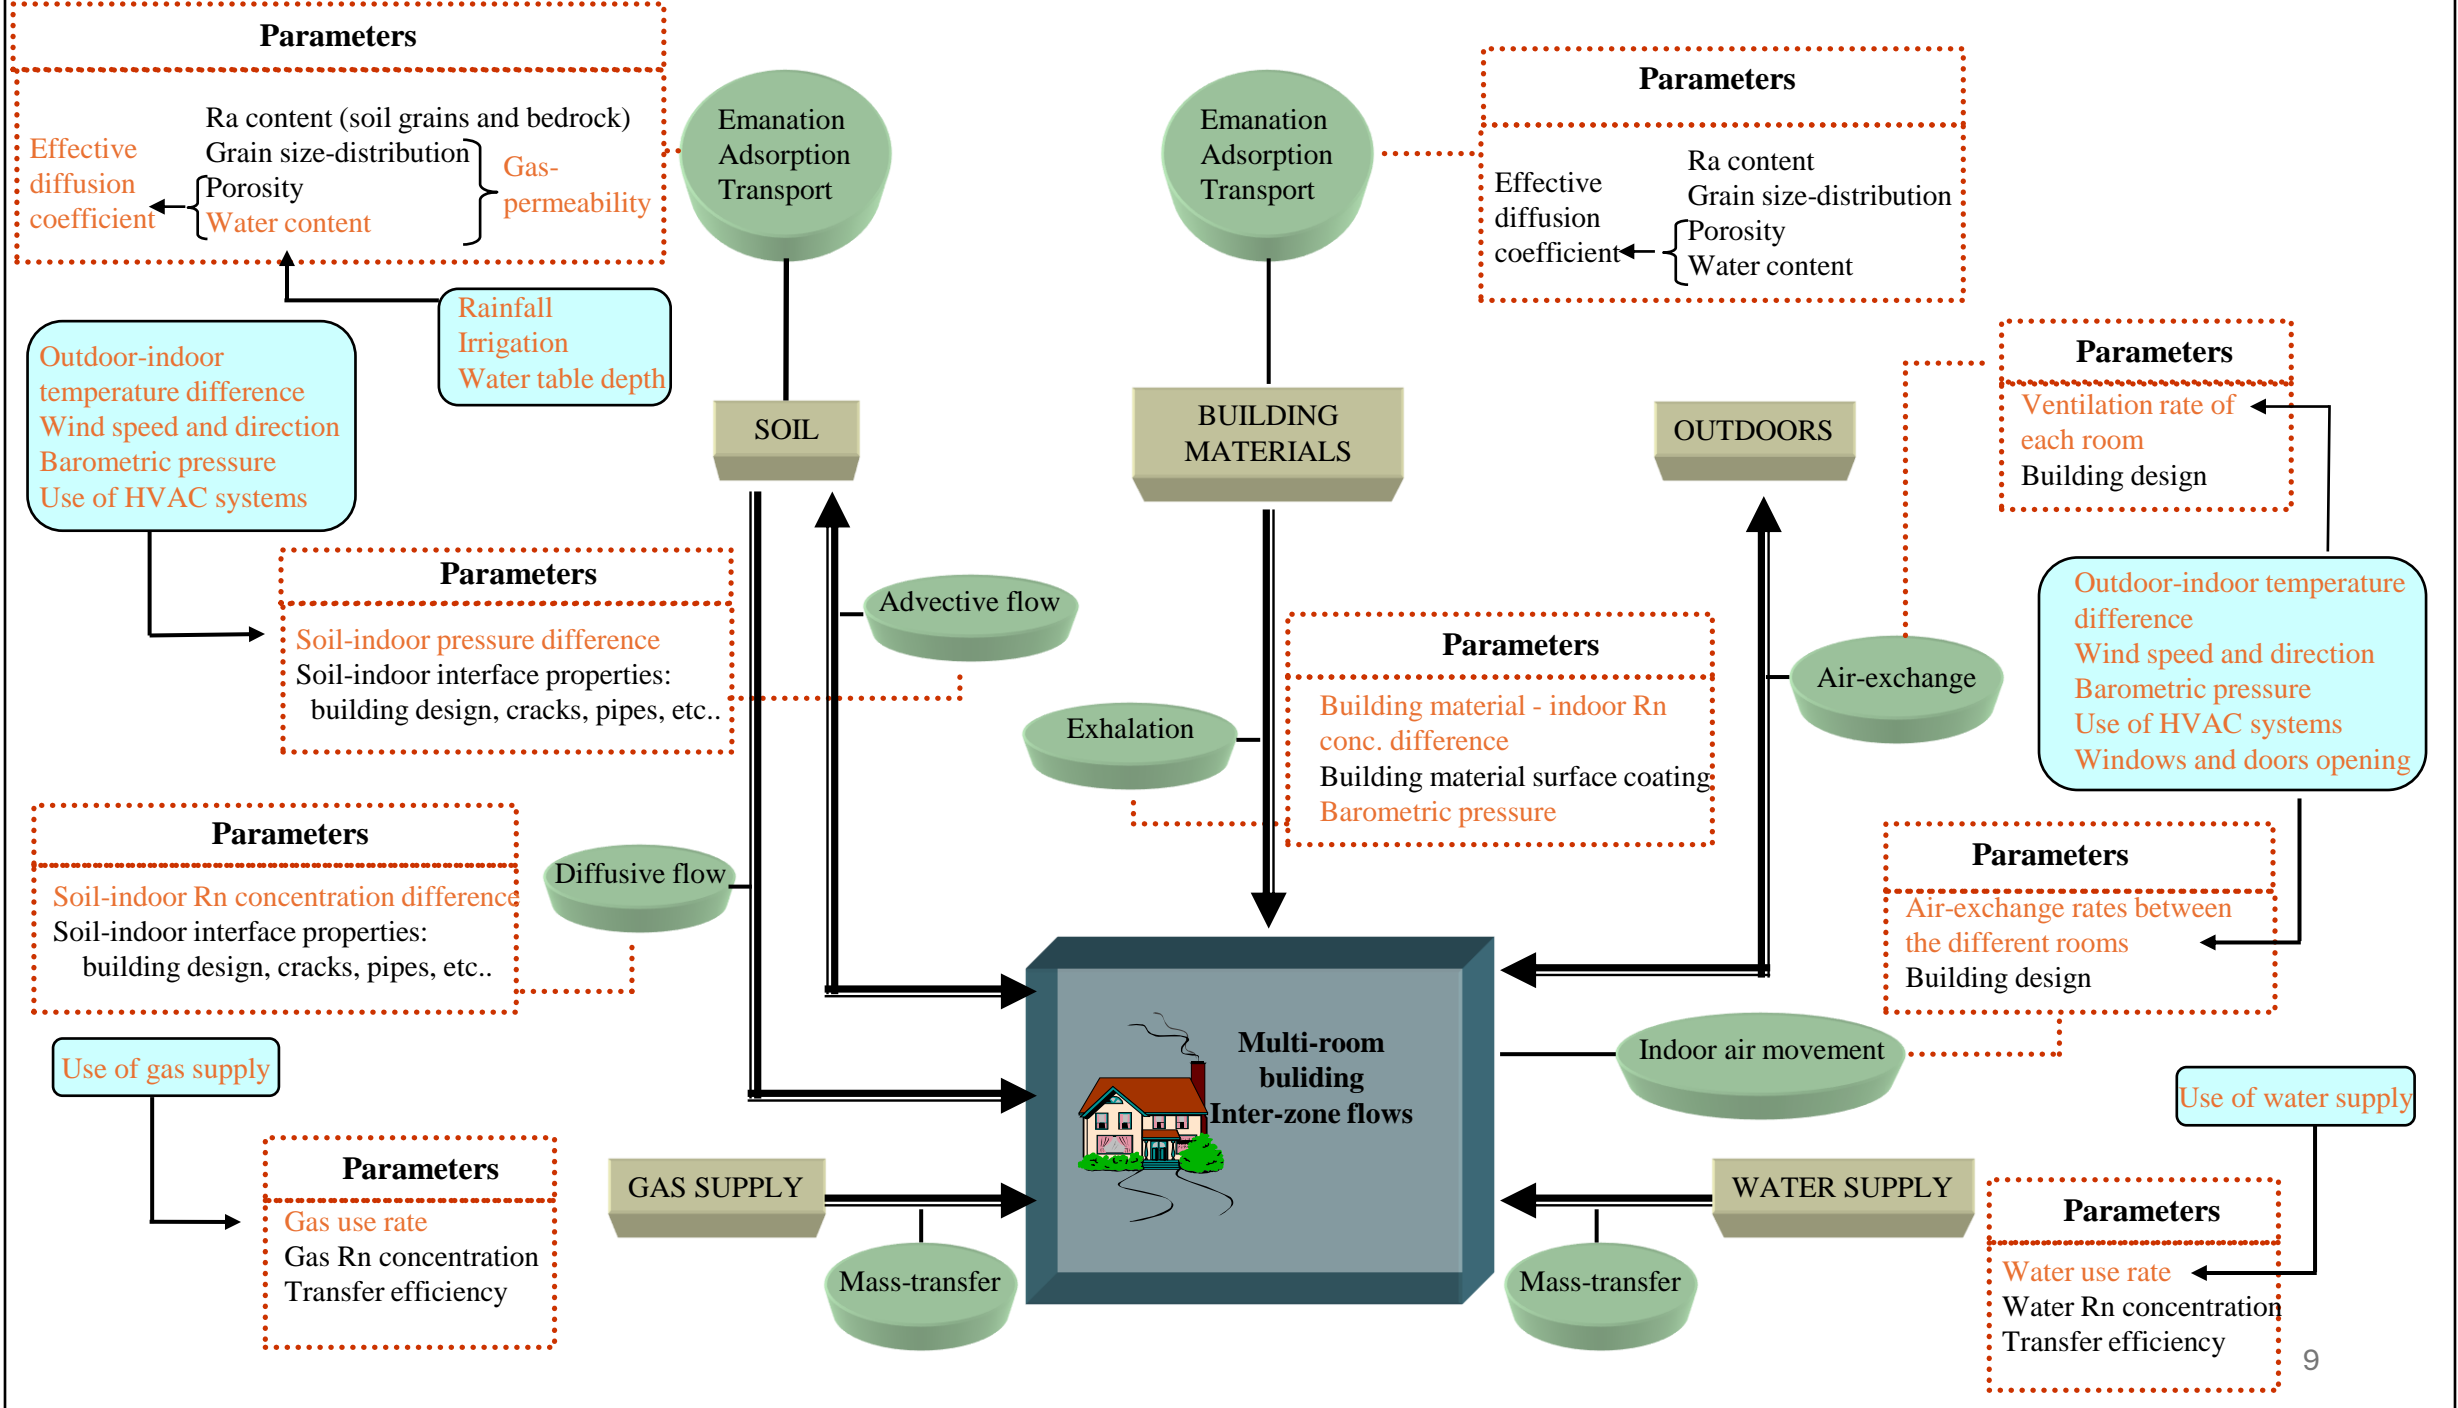 Parameters
Ra content (soil grains and bedrock)
Grain size-distribution
Porosity
Water content
Effective
diffusion
coefficient
Gas-
permeability
Emanation
Adsorption
Transport
Emanation
Adsorption
Transport
Parameters
Ra content
Grain size-distribution
Porosity
Water content
Effective
diffusion
coefficient
Rainfall
Irrigation
Water table depth
Outdoor-indoor
temperature difference
Wind speed and direction
Barometric pressure
Use of HVAC systems
SOIL
BUILDING
MATERIALS
OUTDOORS
Parameters
Ventilation rate of
each room
Building design
Parameters
Soil-indoor pressure difference
Soil-indoor interface properties:
building design, cracks, pipes, etc..
Advective flow
Exhalation
Parameters
Building material - indoor Rn
conc. difference
Building material surface coating
Barometric pressure
Air-exchange
Outdoor-indoor temperature
difference
Wind speed and direction
Barometric pressure
Use of HVAC systems
Windows and doors opening
Parameters
Soil-indoor Rn concentration difference
Soil-indoor interface properties:
building design, cracks, pipes, etc..
Diffusive flow
Parameters
Air-exchange rates between
the different rooms
Building design
Multi-room
buliding
Inter-zone flows
Indoor air movement
Use of gas supply
Parameters
Gas use rate
Gas Rn concentration
Transfer efficiency
GAS SUPPLY
Mass-transfer
WATER SUPPLY
Mass-transfer
Use of water supply
Parameters
Water use rate
Water Rn concentration
Transfer efficiency
9